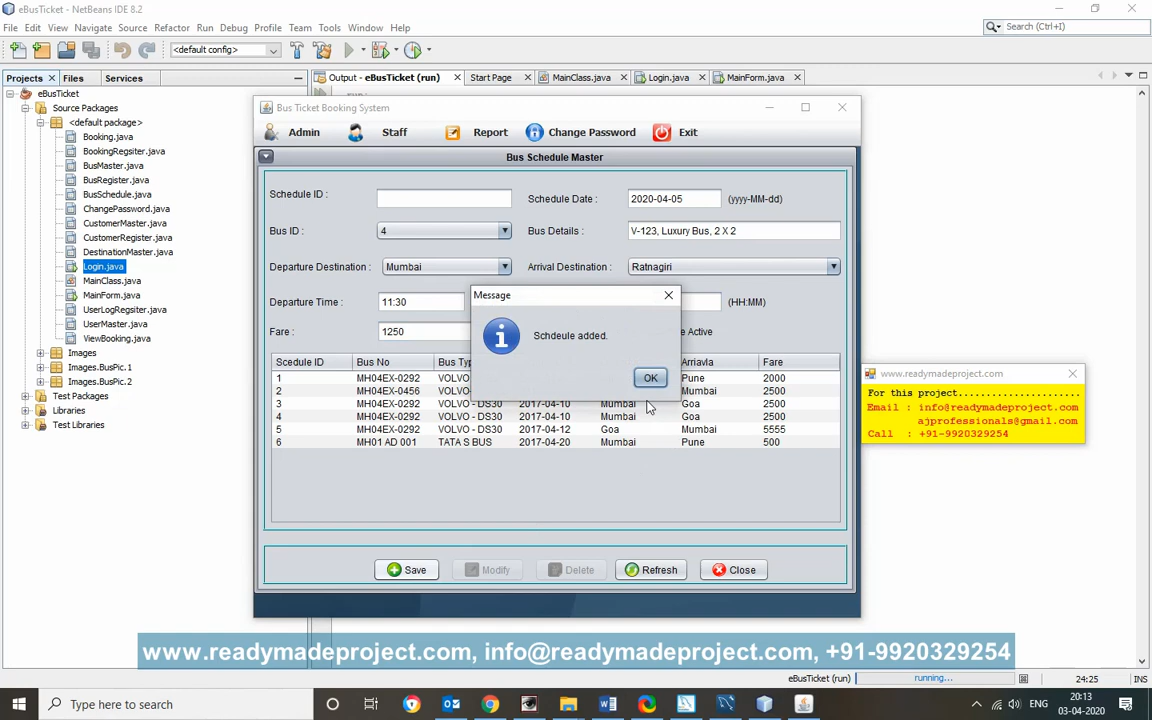 eBusTicket - NetBeans IDE 8.2
File Edit View Navigate Source Refactor Run Debug Profile Team Tools Window Help
Search (Ctrl+I)
<default config>
Projects Files Services
Output - eBusTicket (run) Start Page MainClass.java Login.java MainForm.java
eBusTicket
Source Packages
<default package>
Booking.java
BookingRegsiter.java
BusMaster.java
BusRegister.java
BusSchedule.java
ChangePassword.java
CustomerMaster.java
CustomerRegister.java
DestinationMaster.java
Login.java
MainClass.java
MainForm.java
UserLogRegsiter.java
UserMaster.java
ViewBooking.java
Images
Images.BusPic.1
Images.BusPic.2
Test Packages
Libraries
Test Libraries
Bus Ticket Booking System
Admin Staff Report Change Password Exit
Bus Schedule Master
Schedule ID : Schedule Date : 2020-04-05 (yyyy-MM-dd)
Bus ID : 4 Bus Details : V-123, Luxury Bus, 2 X 2
Departure Destination : Mumbai Arrival Destination : Ratnagiri
Departure Time : 11:30 (HH:MM)
Fare : 1250 Active
Message
Schdeule added.
OK
Scedule ID Bus No Bus Ty Arriavla Fare
1 MH04EX-0292 VOLVO Pune 2000
2 MH04EX-0456 VOLVO Mumbai 2500
3 MH04EX-0292 VOLVO - DS30 2017-04-10 Mumbai Goa 2500
4 MH04EX-0292 VOLVO - DS30 2017-04-10 Mumbai Goa 2500
5 MH04EX-0292 VOLVO - DS30 2017-04-12 Goa Mumbai 5555
6 MH01 AD 001 TATA S BUS 2017-04-20 Mumbai Pune 500
Save Modify Delete Refresh Close
www.readymadeproject.com
For this project.....................
Email : info@readymadeproject.com
ajprofessionals@gmail.com
Call : +91-9920329254
www.readymadeproject.com, info@readymadeproject.com, +91-9920329254
eBusTicket (run) running... 24:25 INS
Type here to search
ENG
20:13
03-04-2020